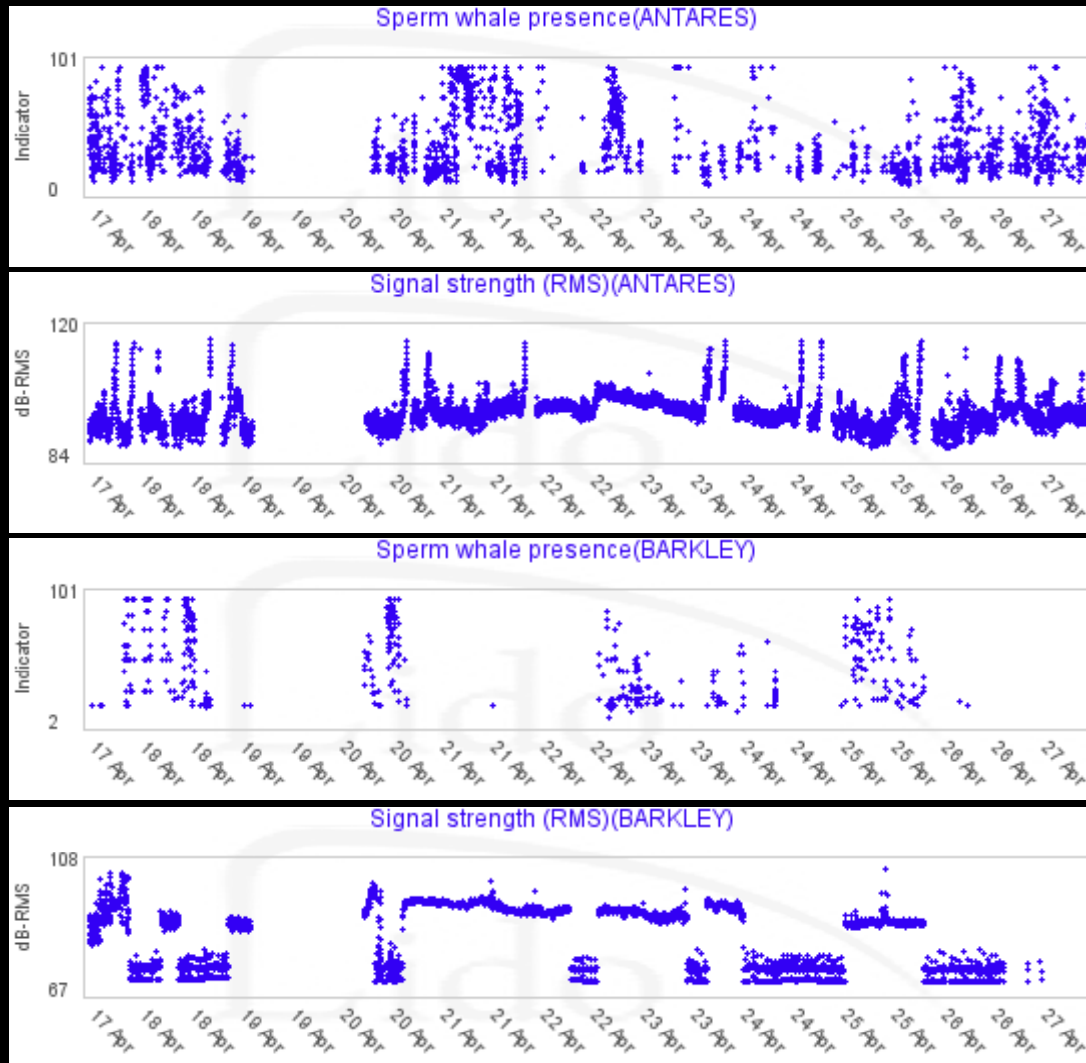 Sperm whale presence(ANTARES)
101
Indicator
0
17 Apr 18 Apr 18 Apr 19 Apr 19 Apr 20 Apr 20 Apr 21 Apr 21 Apr 22 Apr 22 Apr 23 Apr 23 Apr 24 Apr 24 Apr 25 Apr 25 Apr 26 Apr 26 Apr 27 Apr
Signal strength (RMS)(ANTARES)
120
dB-RMS
84
17 Apr 18 Apr 18 Apr 19 Apr 19 Apr 20 Apr 20 Apr 21 Apr 21 Apr 22 Apr 22 Apr 23 Apr 23 Apr 24 Apr 24 Apr 25 Apr 25 Apr 26 Apr 26 Apr 27 Apr
Sperm whale presence(BARKLEY)
101
Indicator
2
17 Apr 18 Apr 18 Apr 19 Apr 19 Apr 20 Apr 20 Apr 21 Apr 21 Apr 22 Apr 22 Apr 23 Apr 23 Apr 24 Apr 24 Apr 25 Apr 25 Apr 26 Apr 26 Apr 27 Apr
Signal strength (RMS)(BARKLEY)
108
dB-RMS
67
17 Apr 18 Apr 18 Apr 19 Apr 19 Apr 20 Apr 20 Apr 21 Apr 21 Apr 22 Apr 22 Apr 23 Apr 23 Apr 24 Apr 24 Apr 25 Apr 25 Apr 26 Apr 26 Apr 27 Apr
Lido
Lido
Lido
Lido